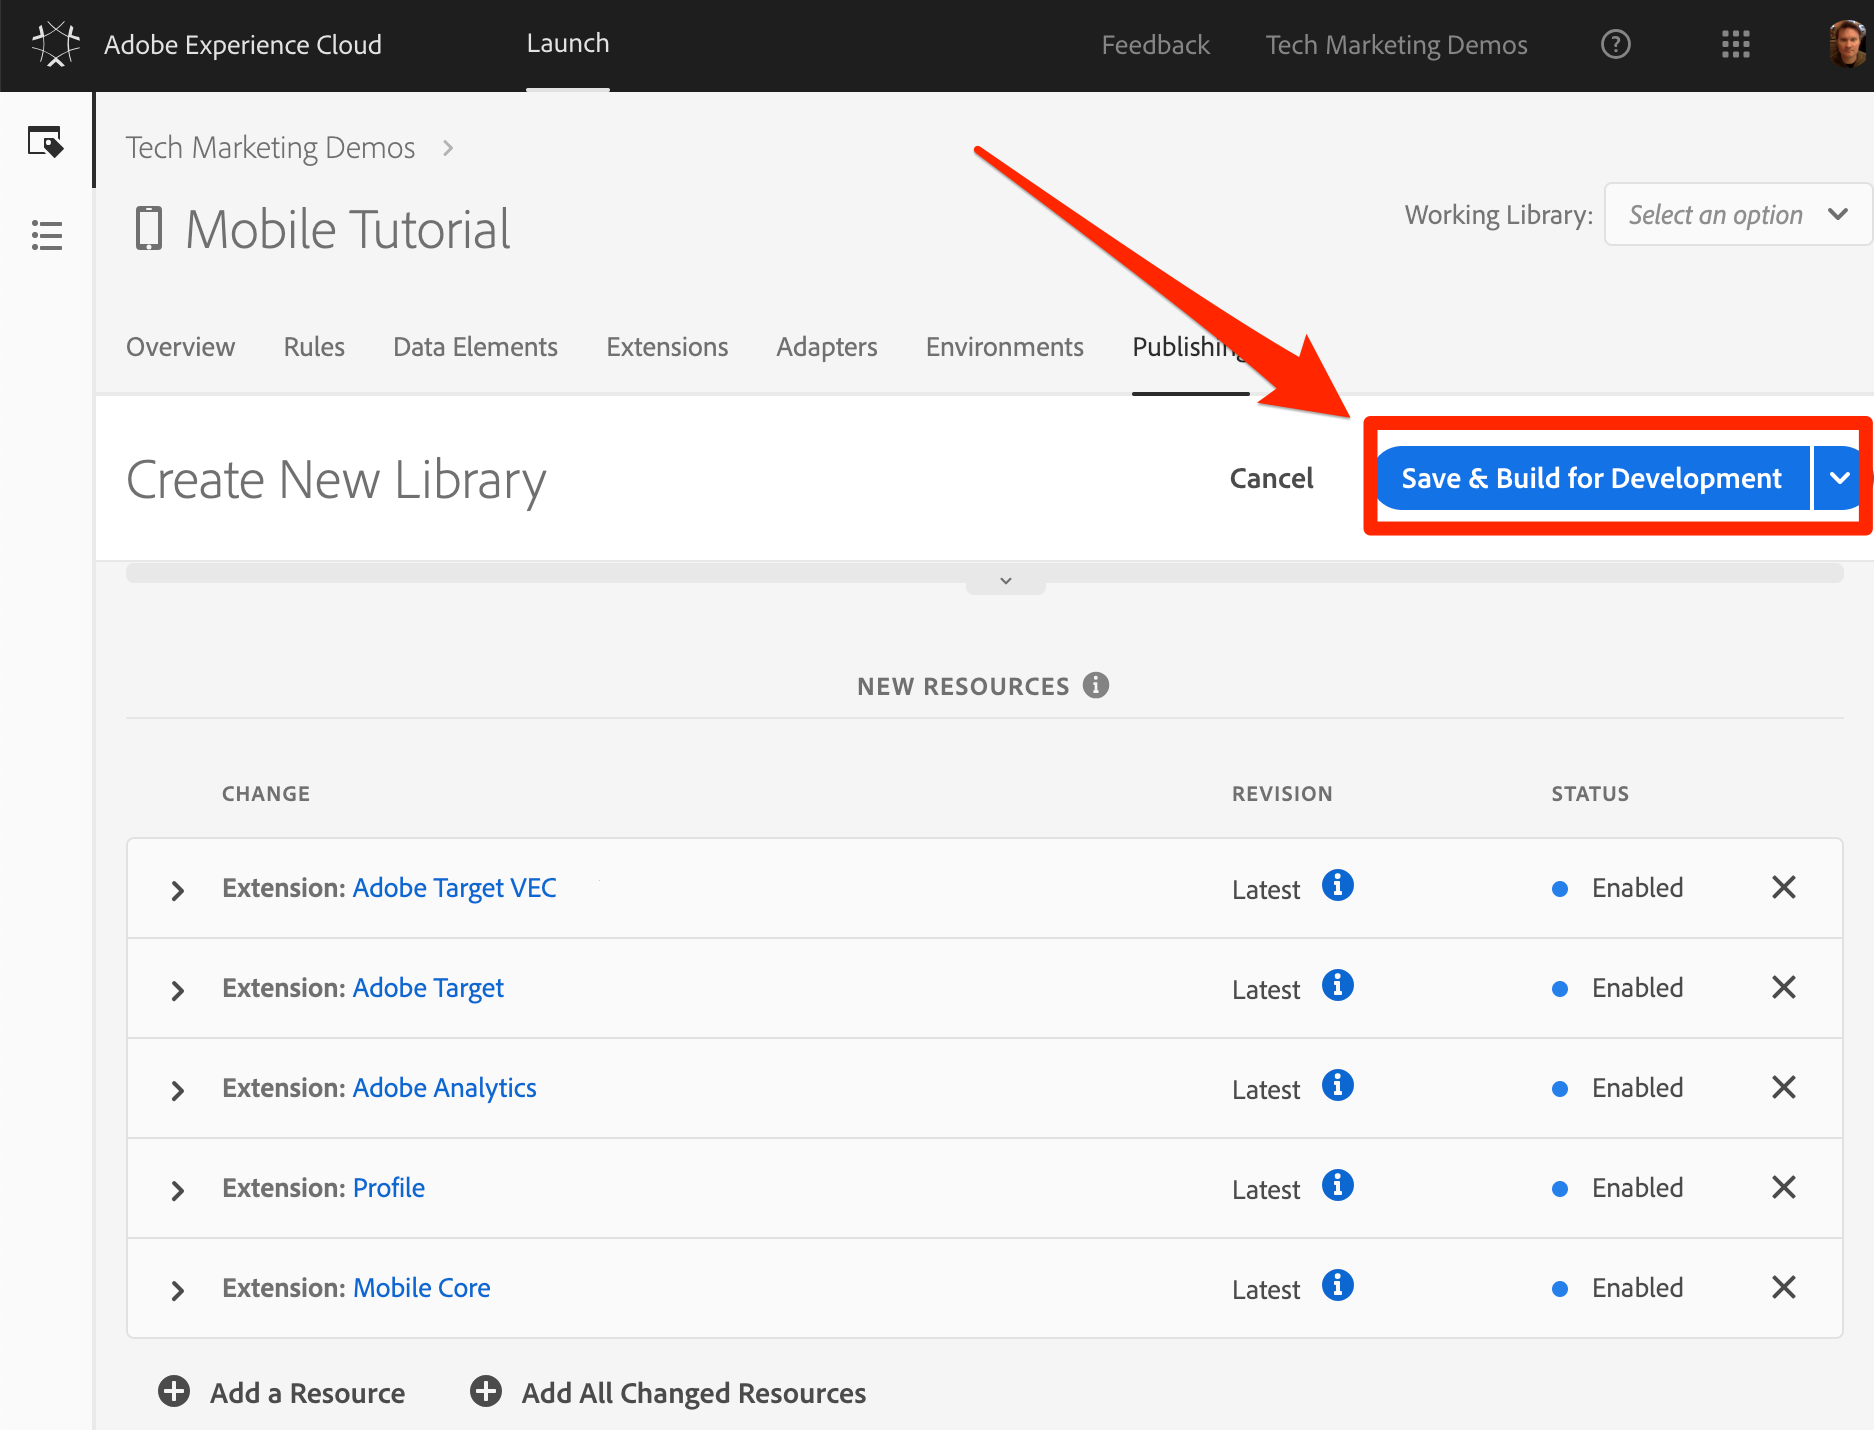 Adobe Experience Cloud
Launch
Feedback
Tech Marketing Demos
Tech Marketing Demos
Mobile Tutorial
Working Library:
Select an option
Overview
Rules
Data Elements
Extensions
Adapters
Environments
Publishing
Create New Library
Cancel
Save & Build for Development
NEW RESOURCES
CHANGE
REVISION
STATUS
Extension: Adobe Target VEC
Latest
Enabled
Extension: Adobe Target
Latest
Enabled
Extension: Adobe Analytics
Latest
Enabled
Extension: Profile
Latest
Enabled
Extension: Mobile Core
Latest
Enabled
Add a Resource
Add All Changed Resources